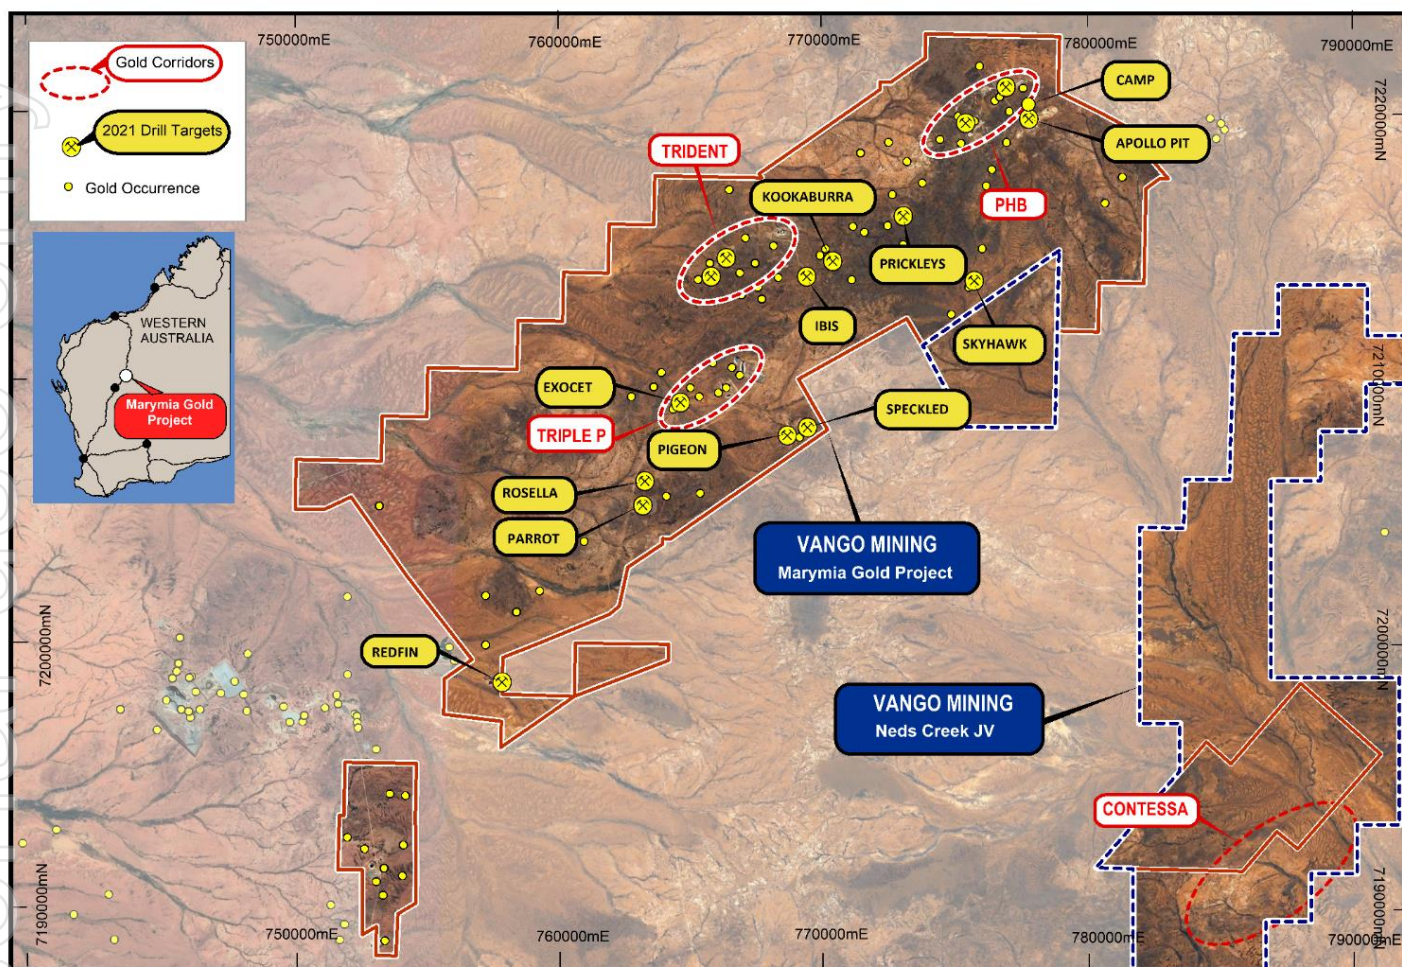 750000mE
760000mE
770000mE
780000mE
790000mE
Gold Corridors
2021 Drill Targets
Gold Occurrence
WESTERN
AUSTRALIA
Marymia Gold
Project
7220000mN
7210000mN
7200000mN
7190000mN
CAMP
APOLLO PIT
TRIDENT
KOOKABURRA
PHB
PRICKLEYS
IBIS
SKYHAWK
EXOCET
SPECKLED
TRIPLE P
PIGEON
ROSELLA
PARROT
VANGO MINING
Marymia Gold Project
REDFIN
7200000mN
VANGO MINING
Neds Creek JV
CONTESSA
7190000mN
750000mE
760000mE
770000mE
780000mE
790000mE